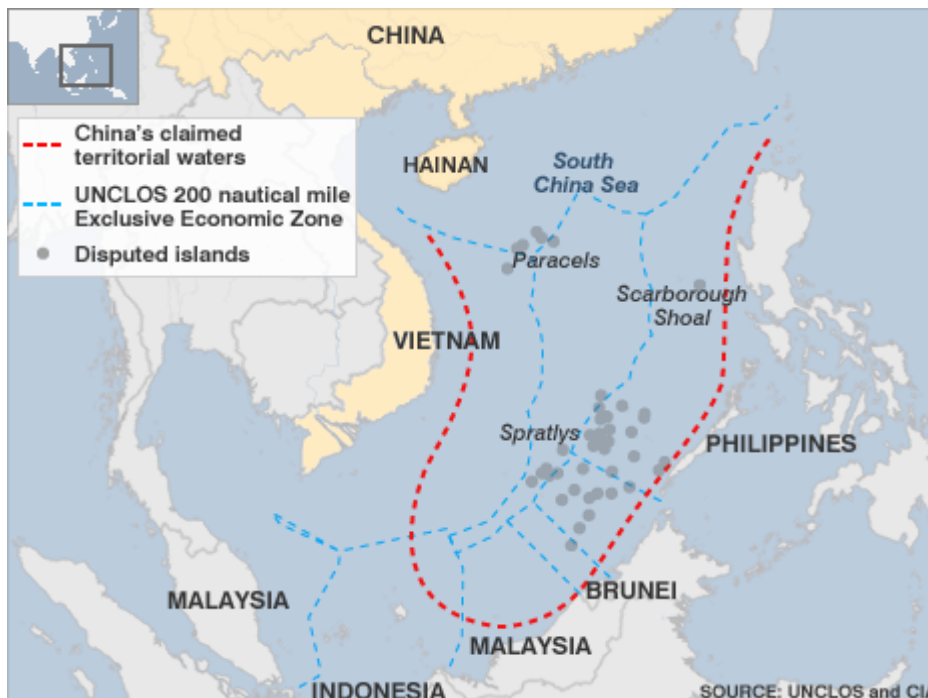 CHINA
China's claimed
territorial waters
UNCLOS 200 nautical mile
Exclusive Economic Zone
Disputed islands
HAINAN
South
China Sea
Paracels
Scarborough
Shoal
VIETNAM
Spratlys
PHILIPPINES
BRUNEI
MALAYSIA
MALAYSIA
INDONESIA
SOURCE: UNCLOS and CIA